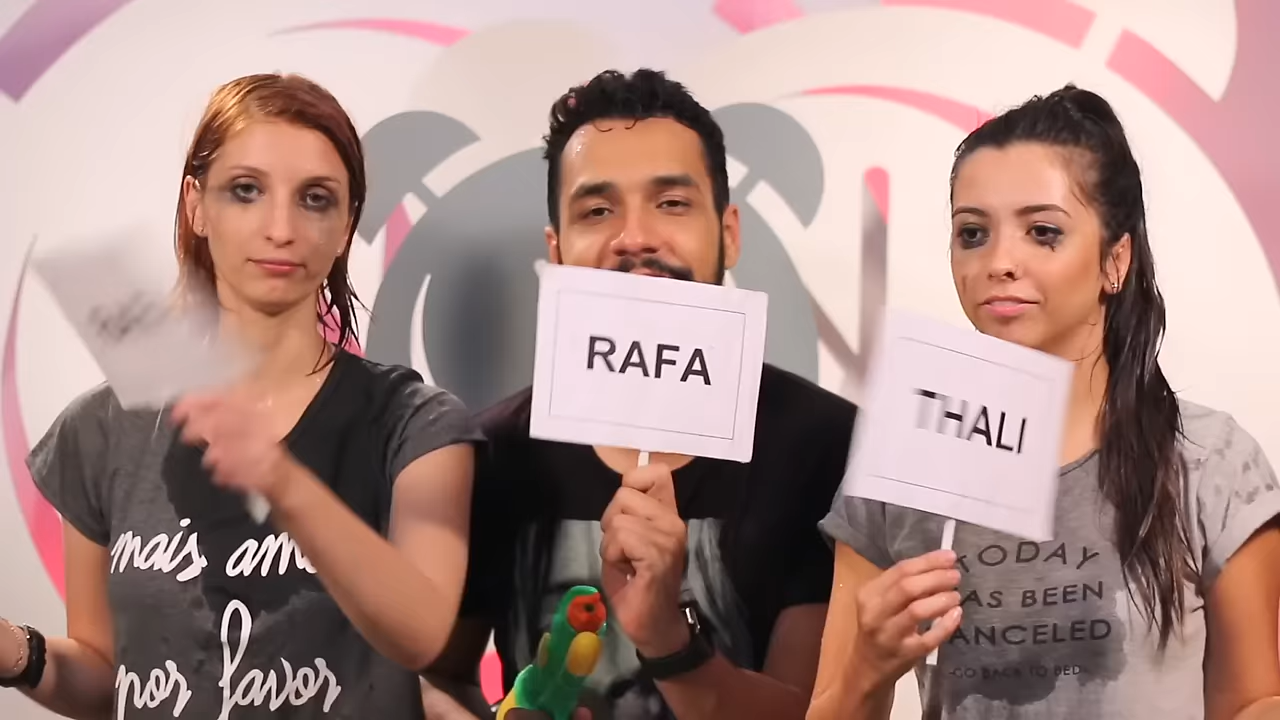 RAFA
THALI
mais am
por favor
TODAY
AS BEEN
ANCELED
GO BACK TO BED